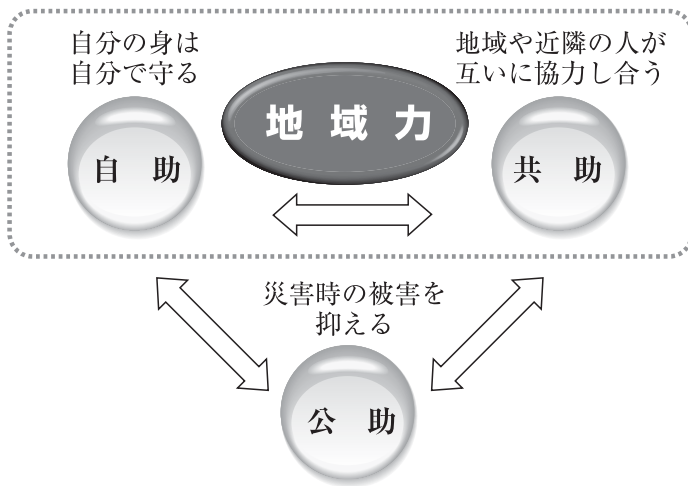 自分の身は
自分で守る
地域力
地域や近隣の人が
互いに協力し合う
自助
共助
災害時の被害を
抑える
公助